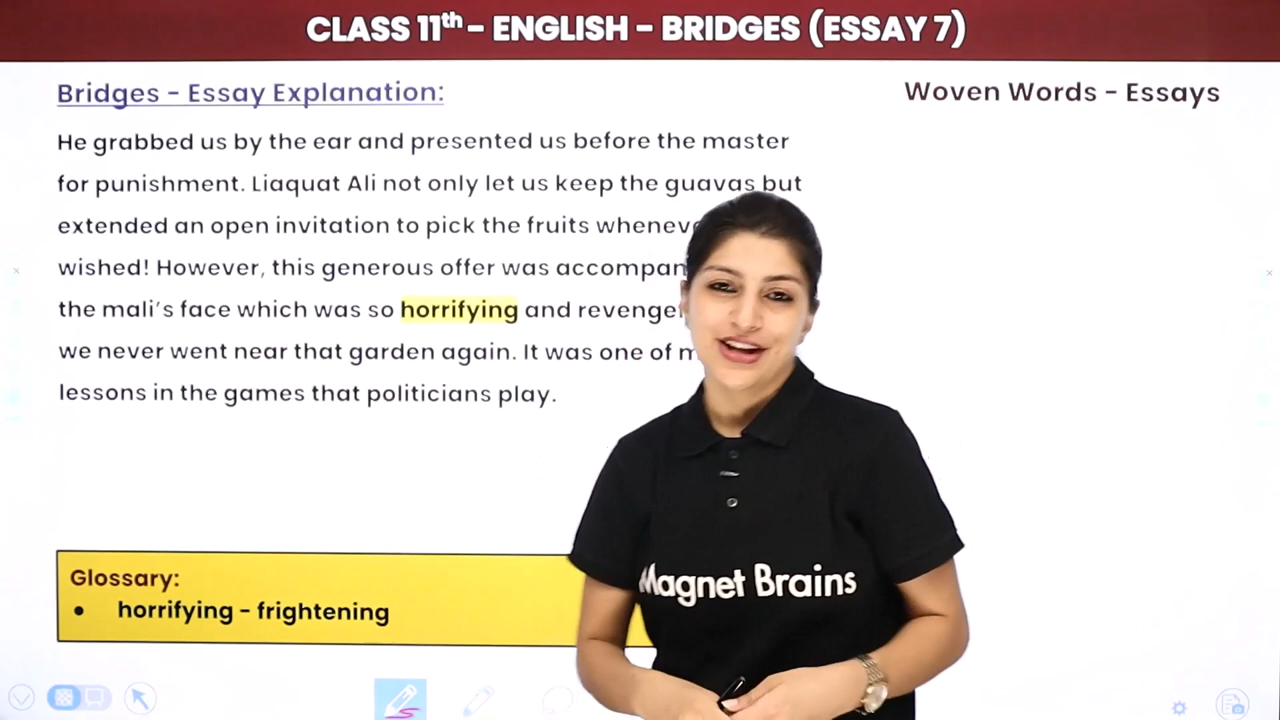 CLASS 11th - ENGLISH - BRIDGES (ESSAY 7)
Bridges - Essay Explanation:
Woven Words - Essays
He grabbed us by the ear and presented us before the master
for punishment. Liaquat Ali not only let us keep the guavas but
extended an open invitation to pick the fruits
wished! However, this generous offer was
the mali's face which was so horrifying and
we never went near that garden again. It was one of
lessons in the games that politicians play.
Glossary:
• horrifying - frightening
Magnet Brains